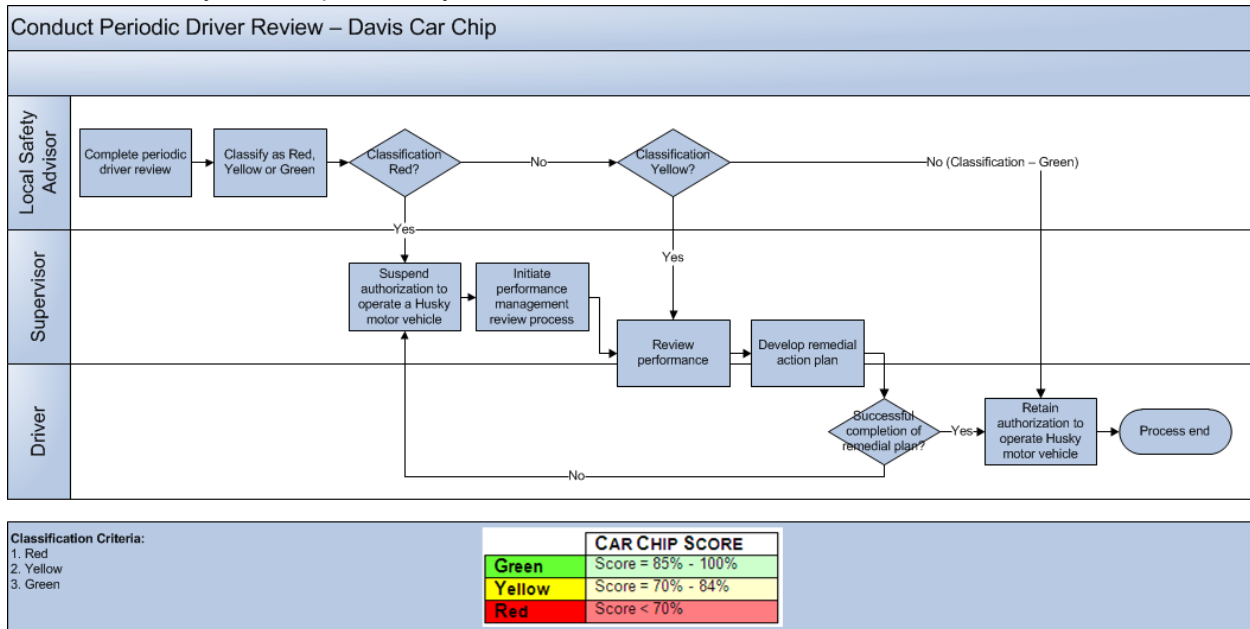 Conduct Periodic Driver Review – Davis Car Chip
Local Safety
Advisor
Complete periodic
driver review
Classify as Red,
Yellow or Green
Classification
Red?
No
Classification
Yellow?
No (Classification – Green)
Yes
Yes
Supervisor
Suspend
authorization to
operate a Husky
motor vehicle
Initiate
performance
management
review process
Review
performance
Develop remedial
action plan
Driver
Successful
completion of
remedial plan?
Yes
Retain
authorization to
operate Husky
motor vehicle
Process end
No
Classification Criteria:
1. Red
2. Yellow
3. Green
CAR CHIP SCORE
Green Score = 85% - 100%
Yellow Score = 70% - 84%
Red Score < 70%